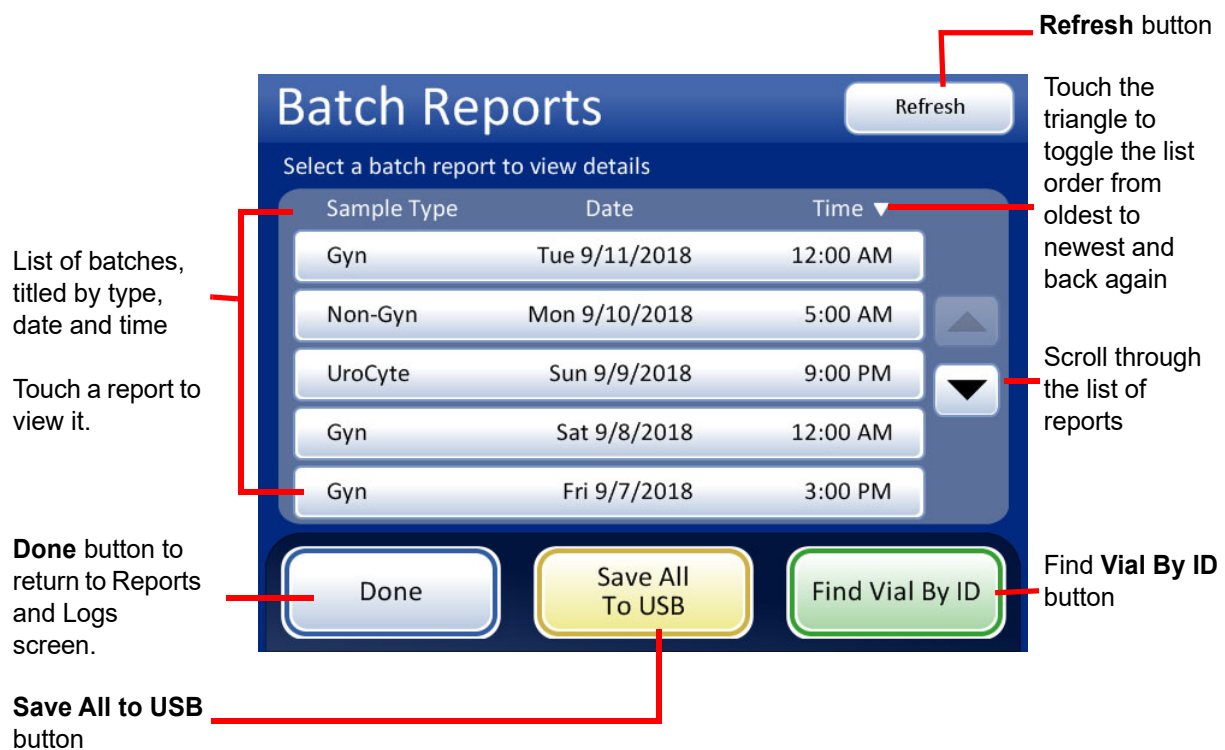 Refresh button
Batch Reports
Refresh
Select a batch report to view details
Sample Type Date Time
Gyn Tue 9/11/2018 12:00 AM
Non-Gyn Mon 9/10/2018 5:00 AM
UroCyte Sun 9/9/2018 9:00 PM
Gyn Sat 9/8/2018 12:00 AM
Gyn Fri 9/7/2018 3:00 PM
Done
Save All
To USB
Find Vial By ID
Touch the
triangle to
toggle the list
order from
oldest to
newest and
back again
List of batches,
titled by type,
date and time
Touch a report to
view it.
Scroll through
the list of
reports
Done button to
return to Reports
and Logs
screen.
Find Vial By ID
button
Save All to USB
button